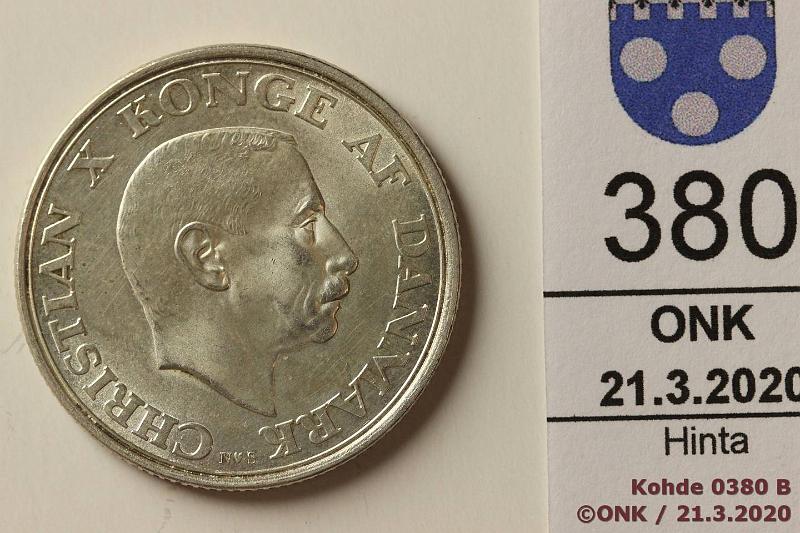 CHRISTIAN X KONGE AF DANMARK
N♥S
380
ONK
21.3.2020
Hinta
Kohde 0380 B
©ONK / 21.3.2020